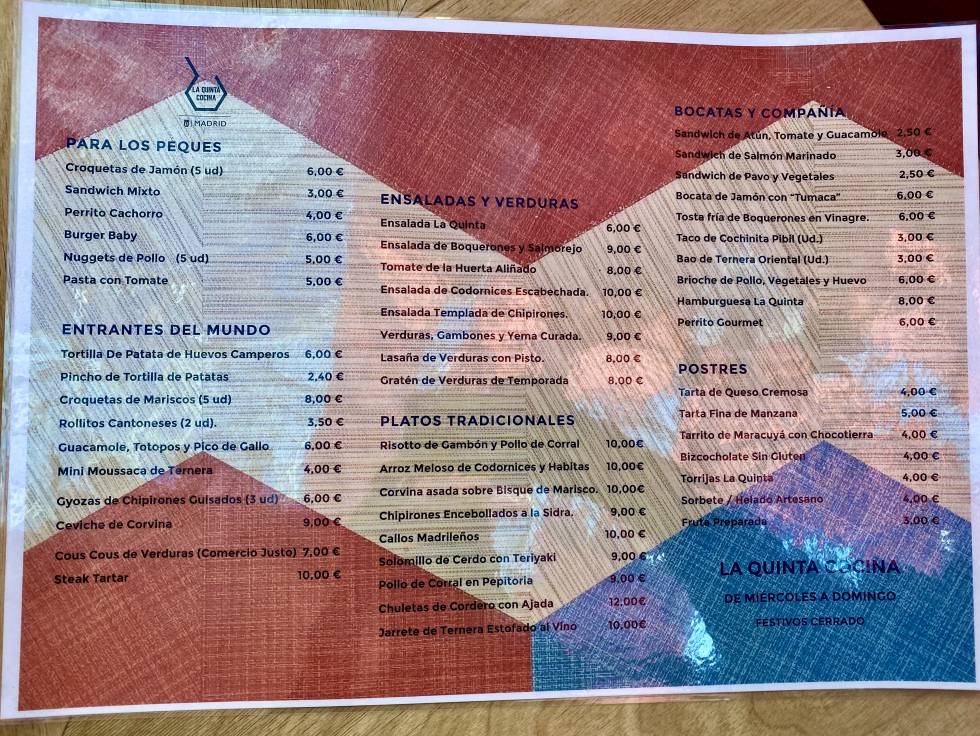 LA QUINTA
COCINA
MADRID
PARA LOS PEQUES
Croquetas de Jamón (5 ud) 6,00 €
Sandwich Mixto 3,00 €
Perrito Cachorro 4,00 €
Burger Baby 6,00 €
Nuggets de Pollo (5 ud) 5,00 €
Pasta con Tomate 5,00 €
ENTRANTES DEL MUNDO
Tortilla De Patata de Huevos Camperos 6,00 €
Pincho de Tortilla de Patatas 2,40 €
Croquetas de Mariscos (5 ud) 8,00 €
Rollitos Cantoneses (2 ud). 3,50 €
Guacamole, Totopos y Pico de Gallo 6,00 €
Mini Moussaca de Ternera 4,00 €
Gyozas de Chipirones Guisados (3 ud) 6,00 €
Ceviche de Corvina 9,00 €
Cous Cous de Verduras (Comercio Justo) 7,00 €
Steak Tartar 10,00 €
ENSALADAS Y VERDURAS
Ensalada La Quinta 6,00 €
Ensalada de Boquerones y Salmorejo 9,00 €
Tomate de la Huerta Aliñado 8,00 €
Ensalada de Codornices Escabechada. 10,00 €
Ensalada Templada de Chipirones. 10,00 €
Verduras, Gambones y Yema Curada. 9,00 €
Lasaña de Verduras con Pisto. 8,00 €
Gratén de Verduras de Temporada 8,00 €
PLATOS TRADICIONALES
Risotto de Gambón y Pollo de Corral 10,00€
Arroz Meloso de Codornices y Habitas 10,00€
Corvina asada sobre Bisque de Marisco. 10,00€
Chipirones Encebollados a la Sidra. 9,00 €
Callos Madrileños 10,00 €
Solomillo de Cerdo con Teriyaki 9,00 €
Pollo de Corral en Pepitoria 9,00 €
Chuletas de Cordero con Ajada 12,00€
Jarrete de Ternera Estofado al Vino 10,00€
BOCATAS Y COMPAÑÍA
Sandwich de Atún, Tomate y Guacamole 2,50 €
Sandwich de Salmón Marinado 3,00 €
Sandwich de Pavo y Vegetales 2,50 €
Bocata de Jamón con "Tumaca" 6,00 €
Tosta fría de Boquerones en Vinagre. 6,00 €
Taco de Cochinita Pibil (Ud.) 3,00 €
Bao de Ternera Oriental (Ud.) 3,00 €
Brioche de Pollo, Vegetales y Huevo 6,00 €
Hamburguesa La Quinta 8,00 €
Perrito Gourmet 6,00 €
POSTRES
Tarta de Queso Cremosa 4,00 €
Tarta Fina de Manzana 5,00 €
Tarrito de Maracuyá con Chocotierra 4,00 €
Bizcocholate Sin Gluten 4,00 €
Torrijas La Quinta 4,00 €
Sorbete / Helado Artesano 4,00 €
Fruta Preparada 3,00 €
LA QUINTA COCINA
DE MIÉRCOLES A DOMINGO
FESTIVOS CERRADO